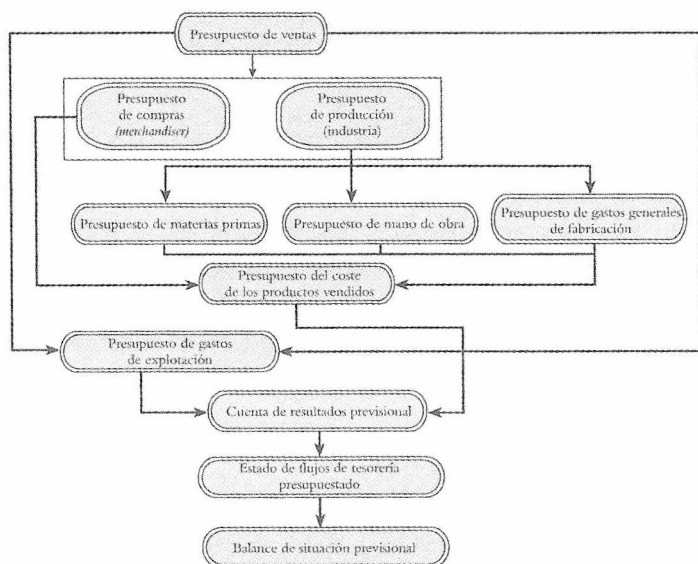 Presupuesto de ventas
Presupuesto
de compras
(merchandiser)
Presupuesto
de producción
(industria)
Presupuesto de materias primas
Presupuesto de mano de obra
Presupuesto de gastos generales
de fabricación
Presupuesto del coste
de los productos vendidos
Presupuesto de gastos
de explotación
Cuenta de resultados previsional
Estado de flujos de tesorería
presupuestado
Balance de situación previsional